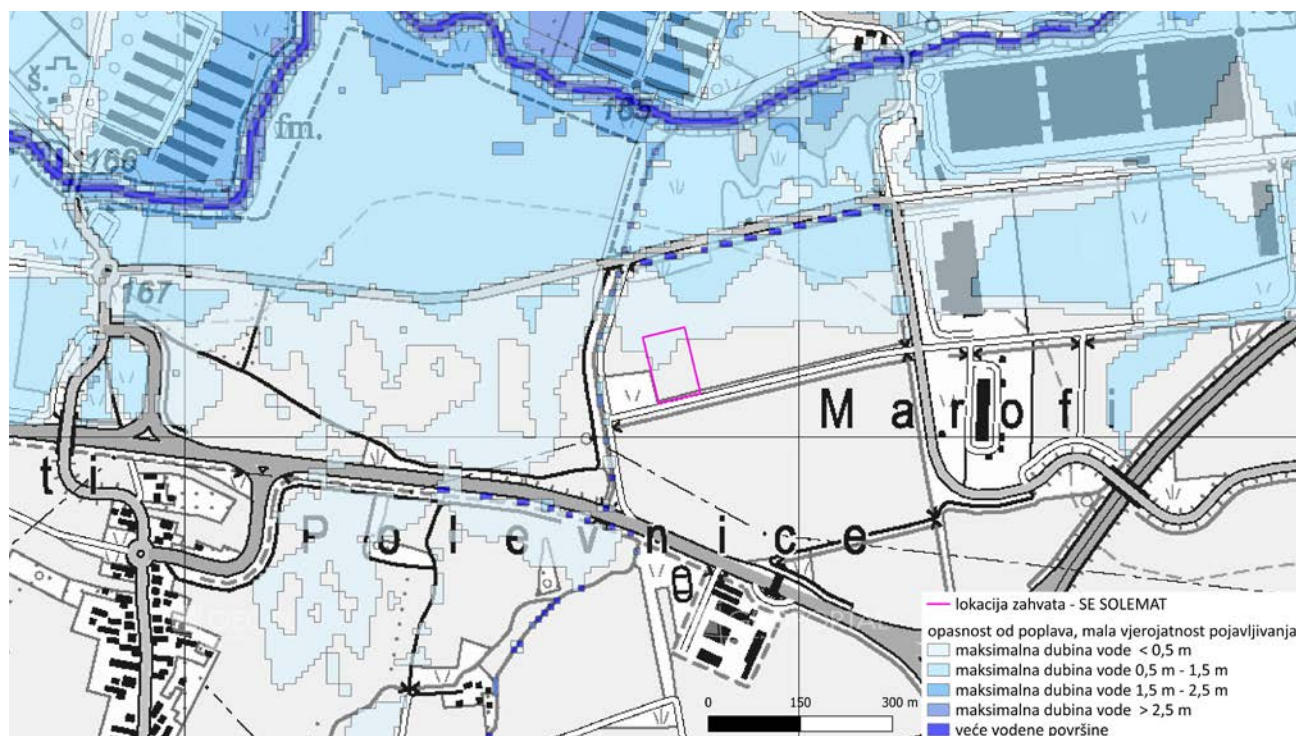 š.
fm.
166
165
167
Marofi
ti
Polevnice
0 150 300 m
lokacija zahvata - SE SOLEMAT
opasnost od poplava, mala vjerojatnost pojavljivanja
maksimalna dubina vode < 0,5 m
maksimalna dubina vode 0,5 m - 1,5 m
maksimalna dubina vode 1,5 m - 2,5 m
maksimalna dubina vode > 2,5 m
veće vodene površine